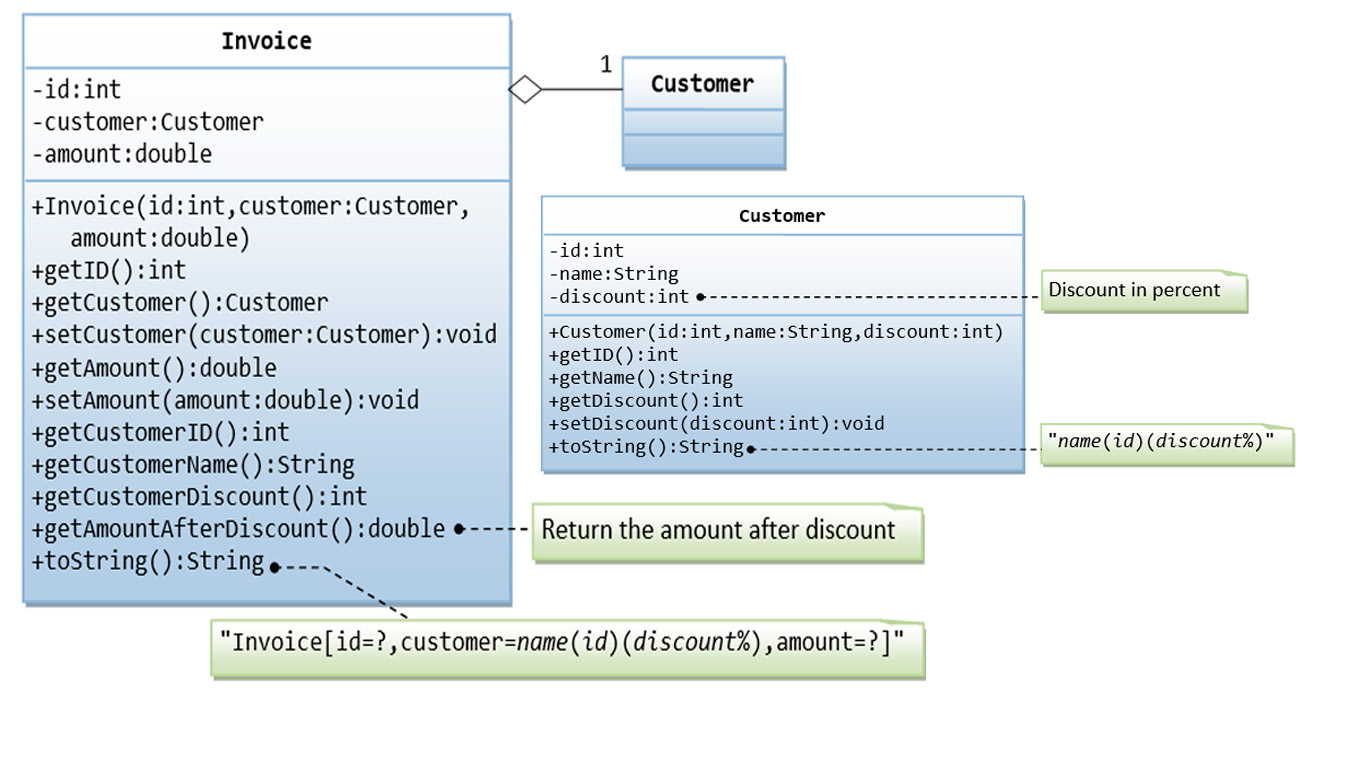 Invoice
-id:int
-customer:Customer
-amount:double
+Invoice(id:int,customer:Customer,
amount:double)
+getID():int
+getCustomer():Customer
+setCustomer(customer:Customer):void
+getAmount():double
+setAmount(amount:double):void
+getCustomerID():int
+getCustomerName():String
+getCustomerDiscount():int
+getAmountAfterDiscount():double
+toString():String
1
Customer
Customer
-id:int
-name:String
-discount:int
Discount in percent
+Customer(id:int,name:String,discount:int)
+getID():int
+getName():String
+getDiscount():int
+setDiscount(discount:int):void
+toString():String
"name(id)(discount%)"
Return the amount after discount
"Invoice[id=?,customer=name(id)(discount%),amount=?]"